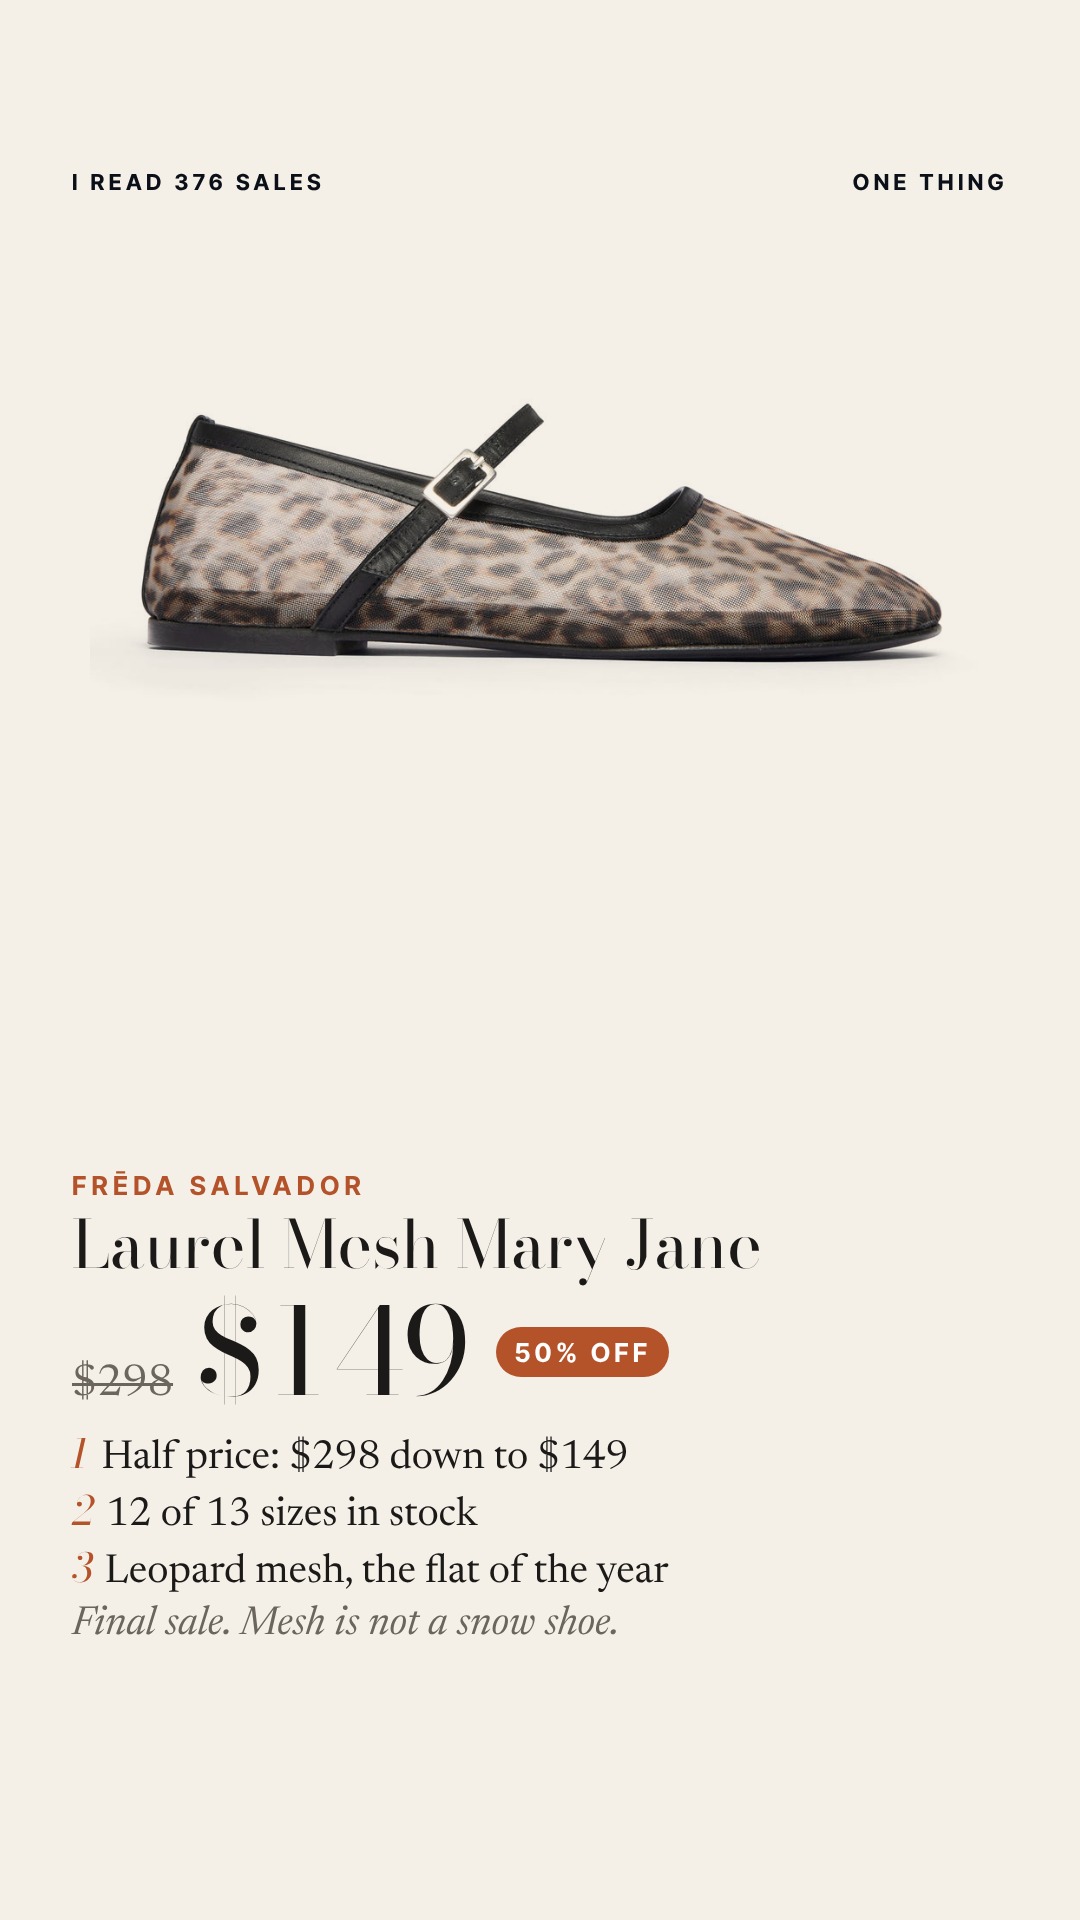 I READ 376 SALES
ONE THING
FRĒDA SALVADOR
Laurel Mesh Mary Jane
$298 $149 50% OFF
1 Half price: $298 down to $149
2 12 of 13 sizes in stock
3 Leopard mesh, the flat of the year
Final sale. Mesh is not a snow shoe.